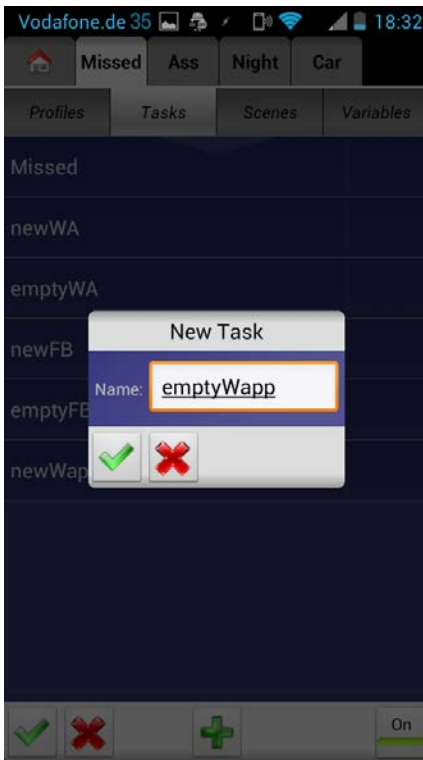 Vodafone.de 35 18:32
Missed Ass Night Car
Profiles Tasks Scenes Variables
Missed
newWA
emptyWA
New Task
newFB
Name: emptyWapp
emptyFB
newWap
On